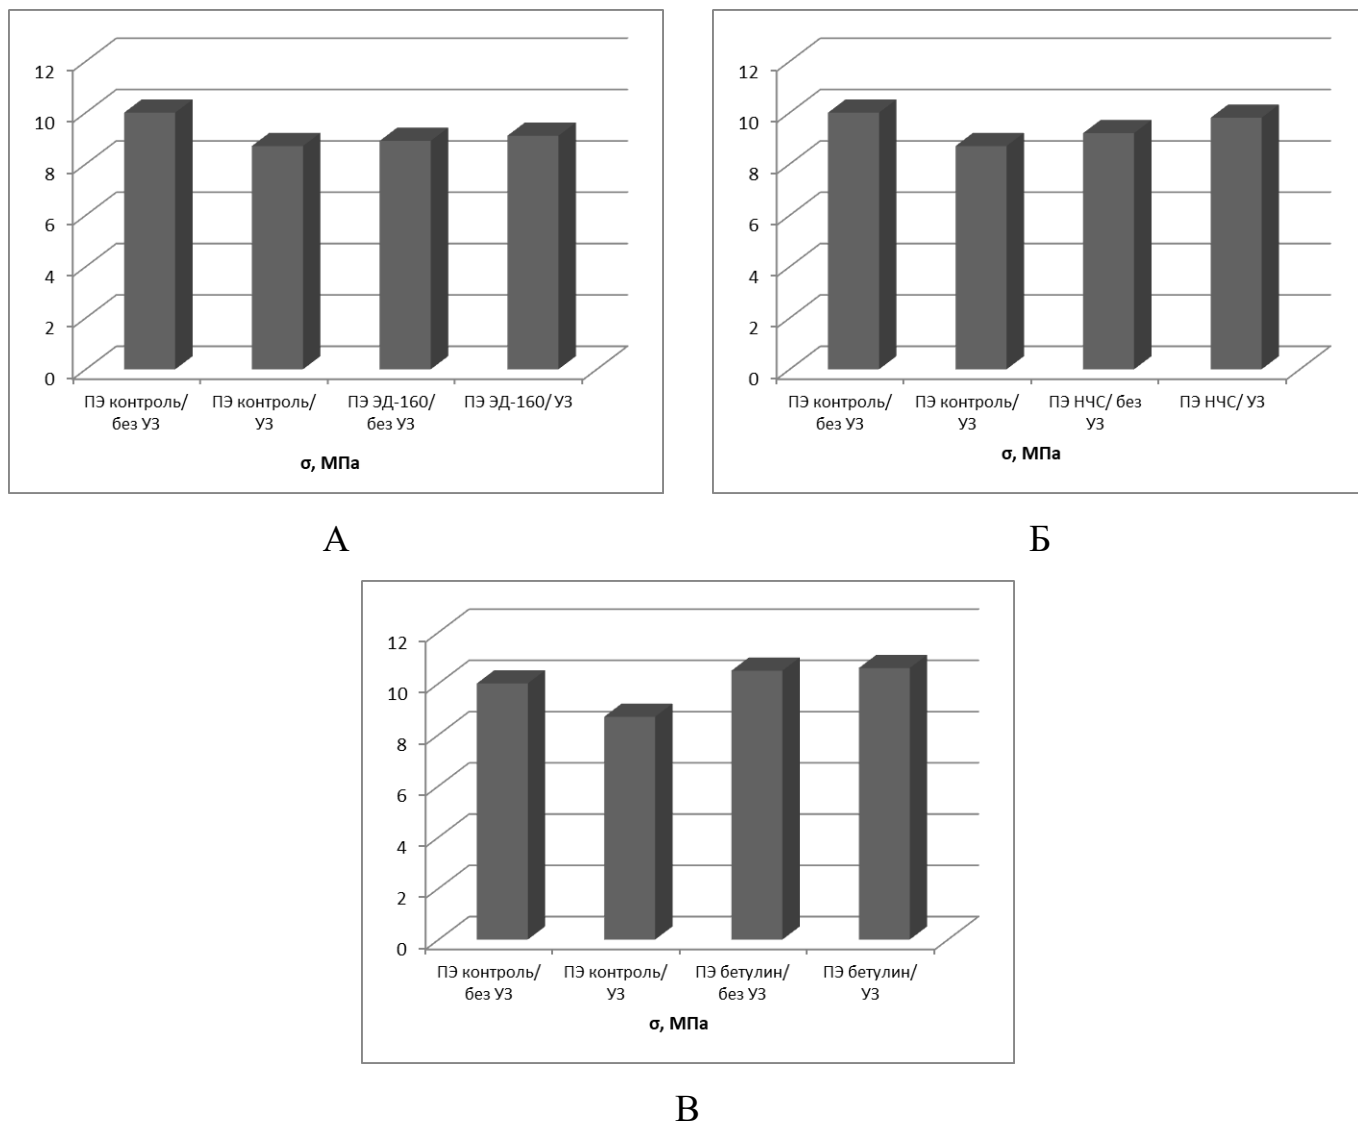 12
10
8
6
4
2
0
ПЭ контроль/ ПЭ контроль/ ПЭ ЭД-160/ ПЭ ЭД-160/ УЗ
без УЗ УЗ без УЗ
σ, МПа
А
12
10
8
6
4
2
0
ПЭ контроль/ ПЭ контроль/ ПЭ НЧС/ без ПЭ НЧС/ УЗ
без УЗ УЗ УЗ
σ, МПа
Б
12
10
8
6
4
2
0
ПЭ контроль/ ПЭ контроль/ ПЭ бетулин/ ПЭ бетулин/
без УЗ УЗ без УЗ УЗ
σ, МПа
В